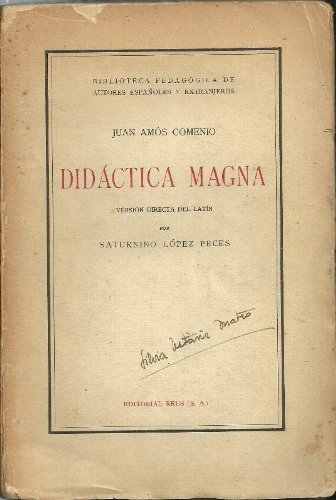 BIBLIOTECA PEDAGÓGICA DE
AUTORES ESPAÑOLES Y EXTRANJEROS
JUAN AMÓS COMENIO
DIDÁCTICA MAGNA
VERSIÓN DIRECTA DEL LATÍN
POR
SATURNINO LÓPEZ PECES
Silvia
EDITORIAL REUS (S. A.)